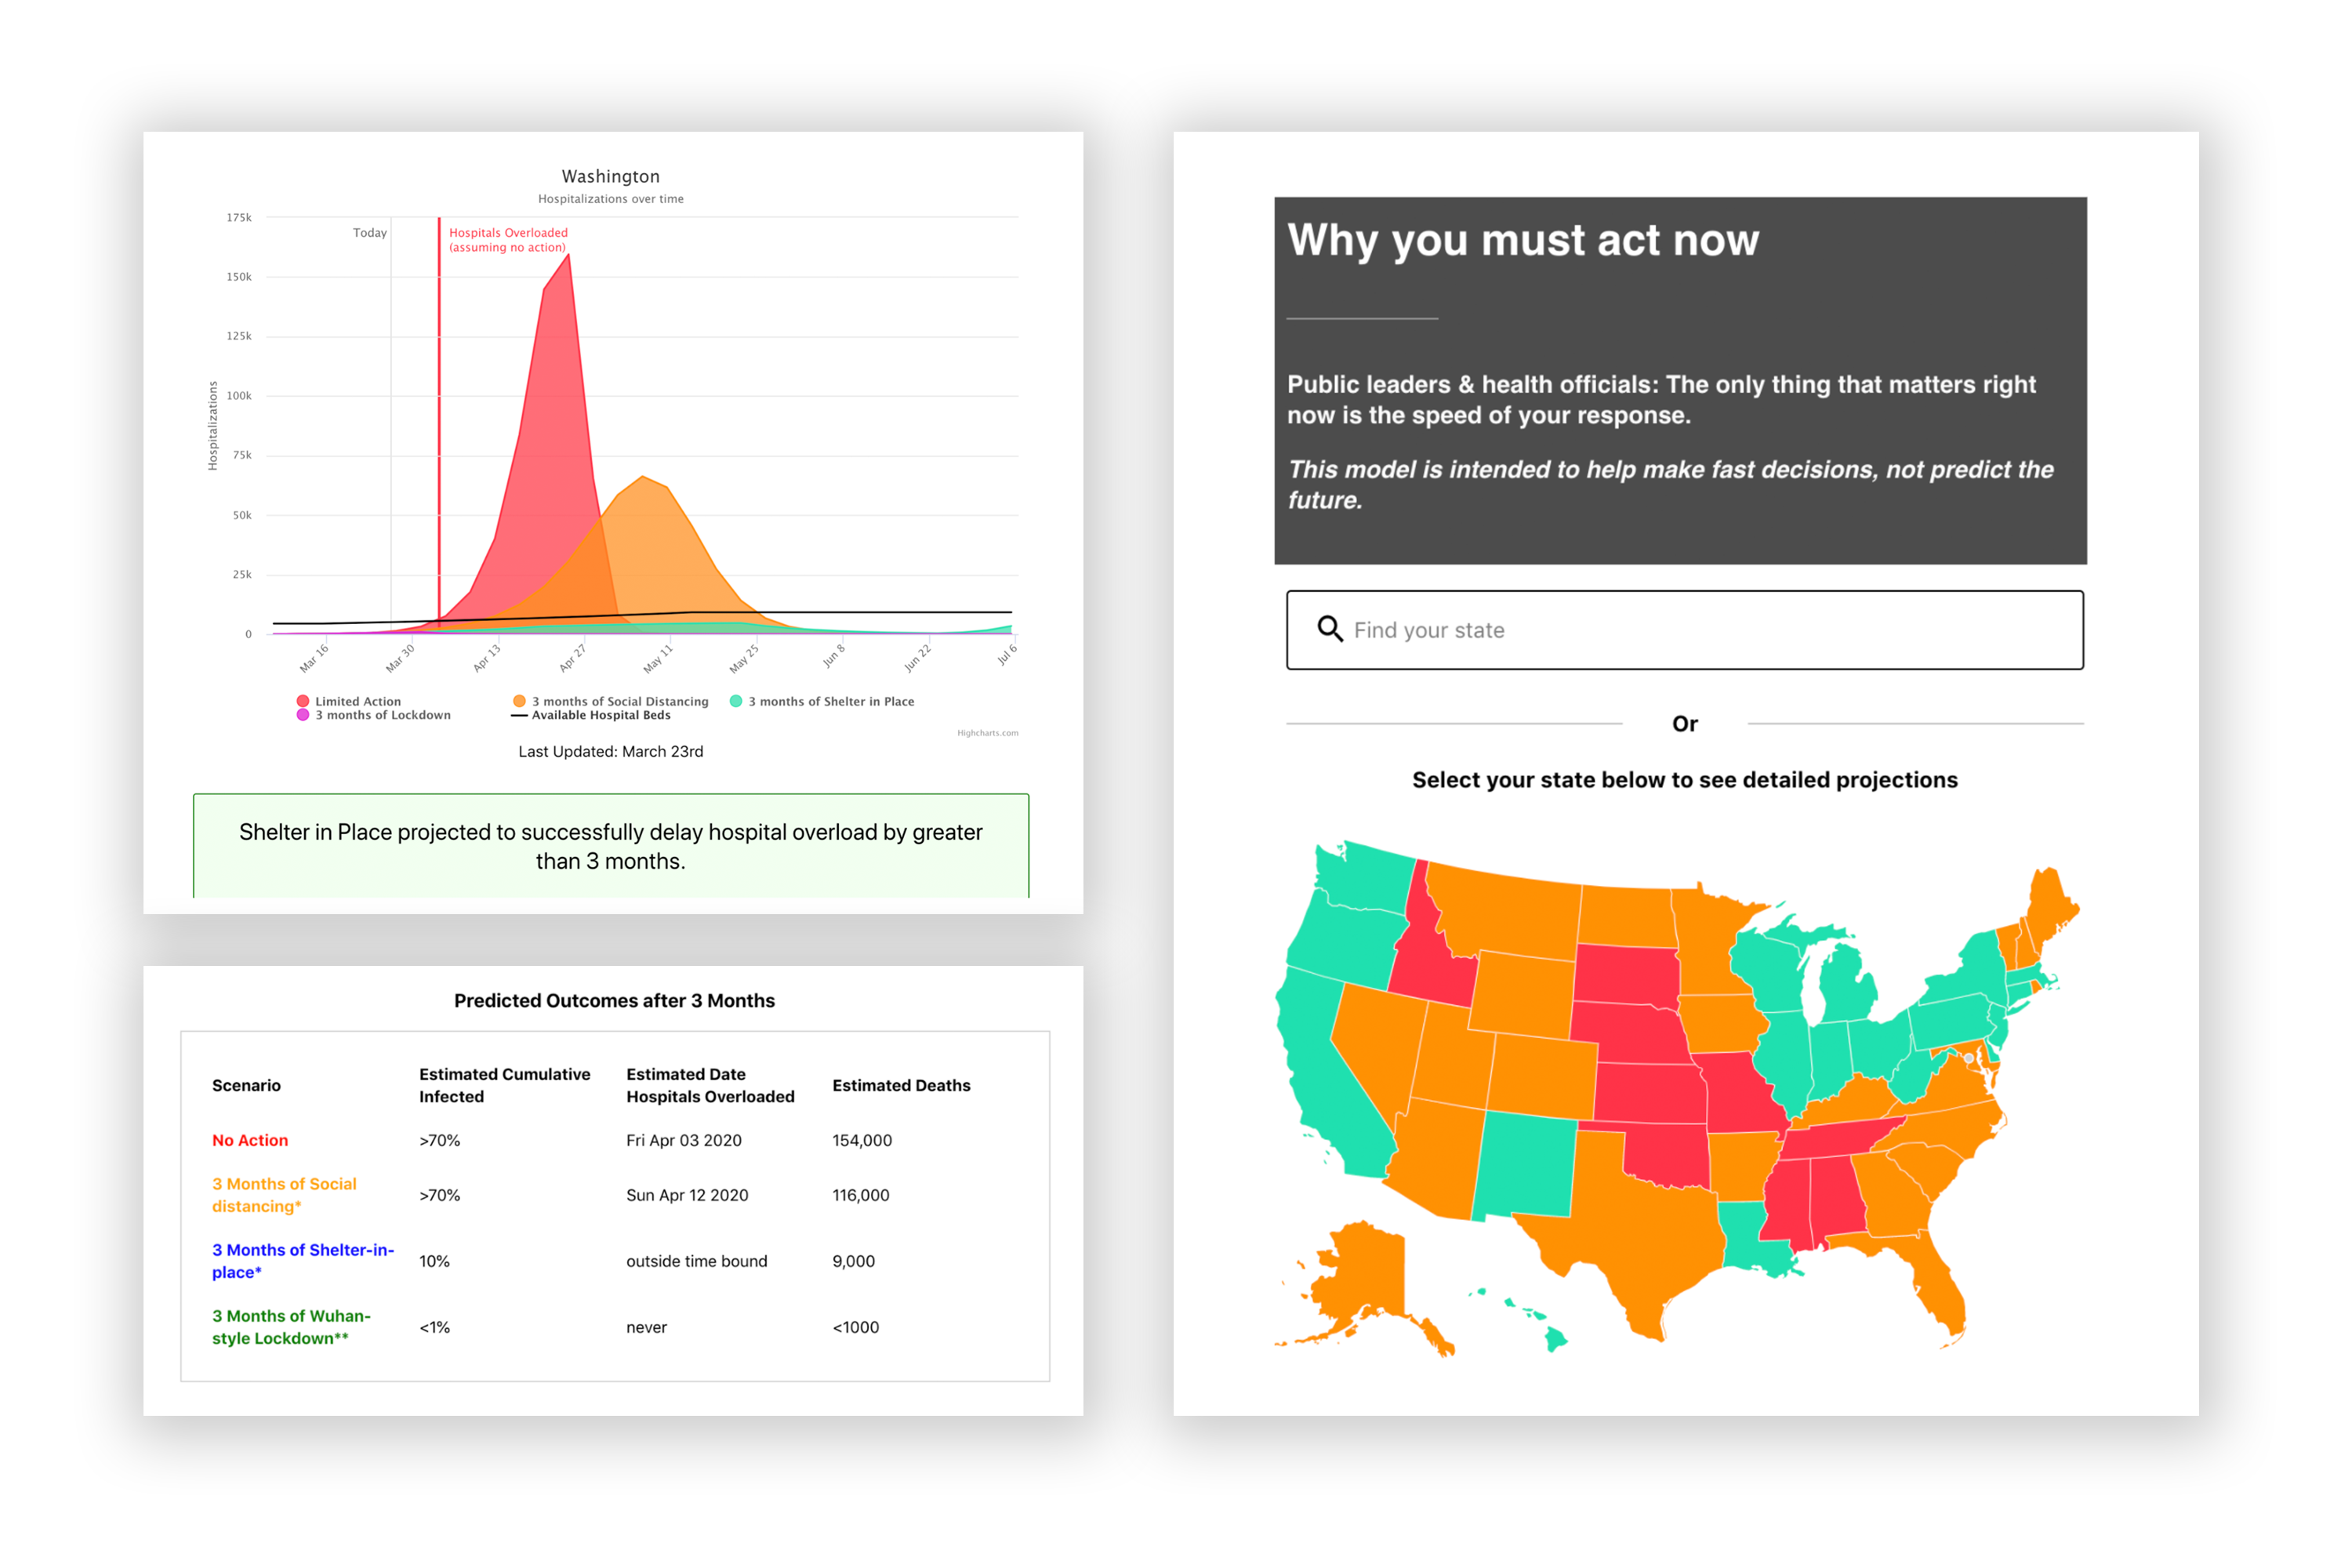 Washington
Hospitalizations over time
175k
150k
125k
100k
75k
50k
25k
0
Hospitalizations
Today
Hospitals Overloaded
(assuming no action)
Mar 16
Mar 30
Apr 13
Apr 27
May 11
May 25
Jun 8
Jun 22
Jul 6
Limited Action
3 months of Social Distancing
3 months of Shelter in Place
3 months of Lockdown
Available Hospital Beds
Highcharts.com
Last Updated: March 23rd
Shelter in Place projected to successfully delay hospital overload by greater
than 3 months.
Predicted Outcomes after 3 Months
Scenario
Estimated Cumulative
Infected
Estimated Date
Hospitals Overloaded
Estimated Deaths
No Action
>70%
Fri Apr 03 2020
154,000
3 Months of Social
distancing*
>70%
Sun Apr 12 2020
116,000
3 Months of Shelter-in-
place*
10%
outside time bound
9,000
3 Months of Wuhan-
style Lockdown**
<1%
never
<1000
Why you must act now
Public leaders & health officials: The only thing that matters right
now is the speed of your response.
This model is intended to help make fast decisions, not predict the
future.
Find your state
Or
Select your state below to see detailed projections